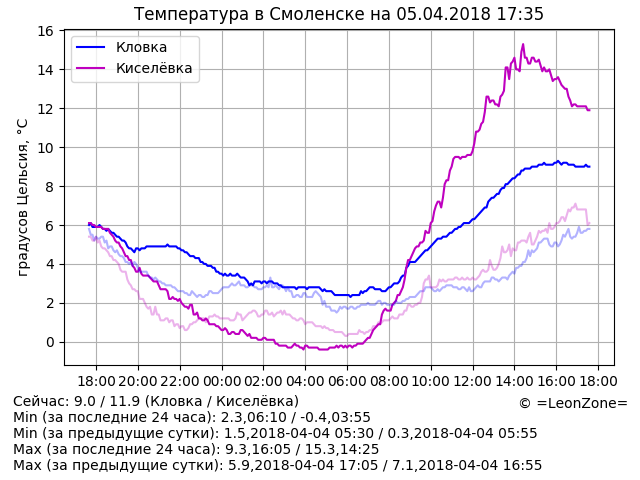 Температура в Смоленске на 05.04.2018 17:35
градусов Цельсия, °C
16
14
12
10
8
6
4
2
0
Кловка
Киселёвка
18:00 20:00 22:00 00:00 02:00 04:00 06:00 08:00 10:00 12:00 14:00 16:00 18:00
Сейчас: 9.0 / 11.9 (Кловка / Киселёвка)
© =LeonZone=
Min (за последние 24 часа): 2.3,06:10 / -0.4,03:55
Min (за предыдущие сутки): 1.5,2018-04-04 05:30 / 0.3,2018-04-04 05:55
Max (за последние 24 часа): 9.3,16:05 / 15.3,14:25
Max (за предыдущие сутки): 5.9,2018-04-04 17:05 / 7.1,2018-04-04 16:55